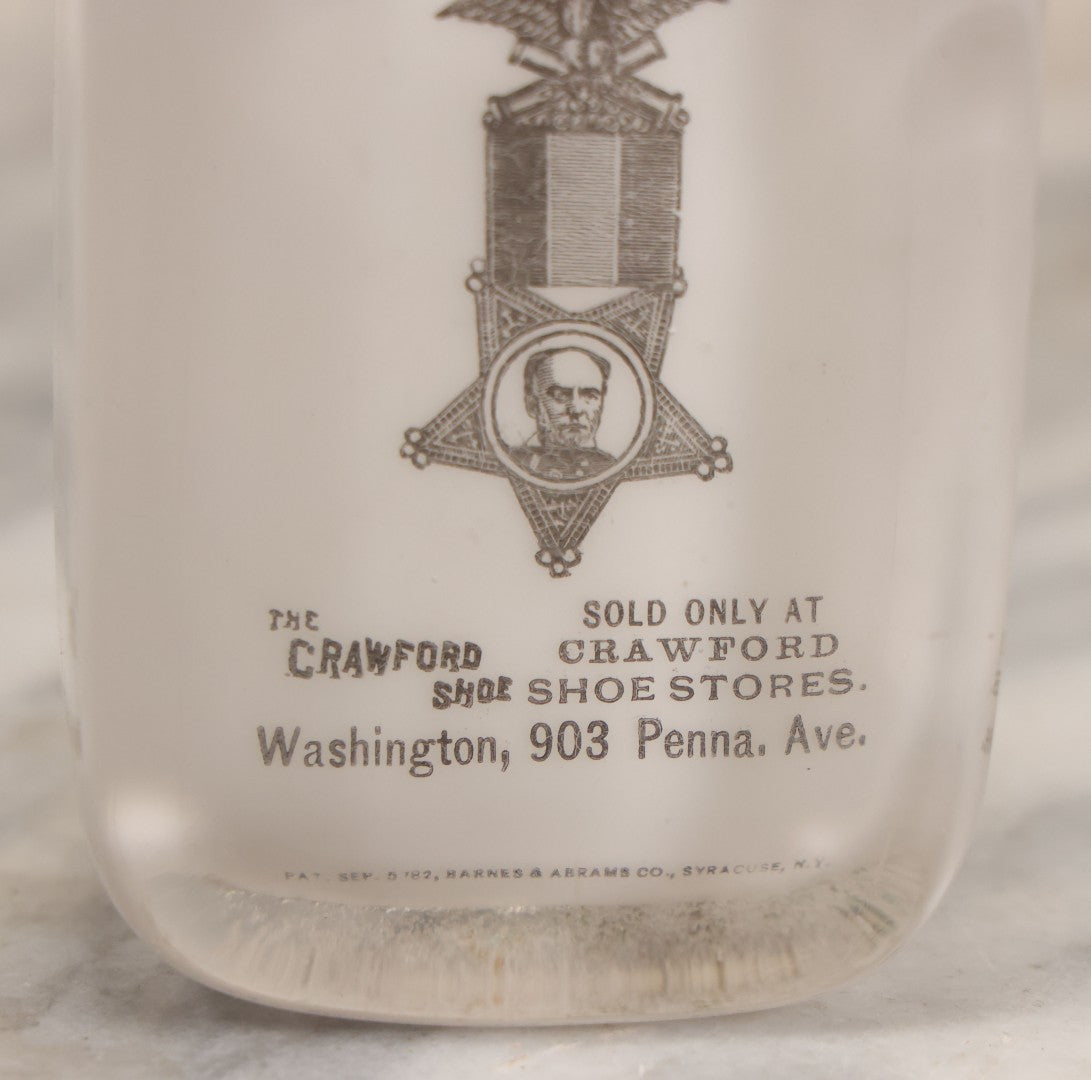 THE
CRAWFORD
SHOE
SOLD ONLY AT
CRAWFORD
SHOE STORES.
Washington, 903 Penna. Ave.
PAT. SEP. 5 '82, BARNES & ABRAMS CO., SYRACUSE, N.Y.